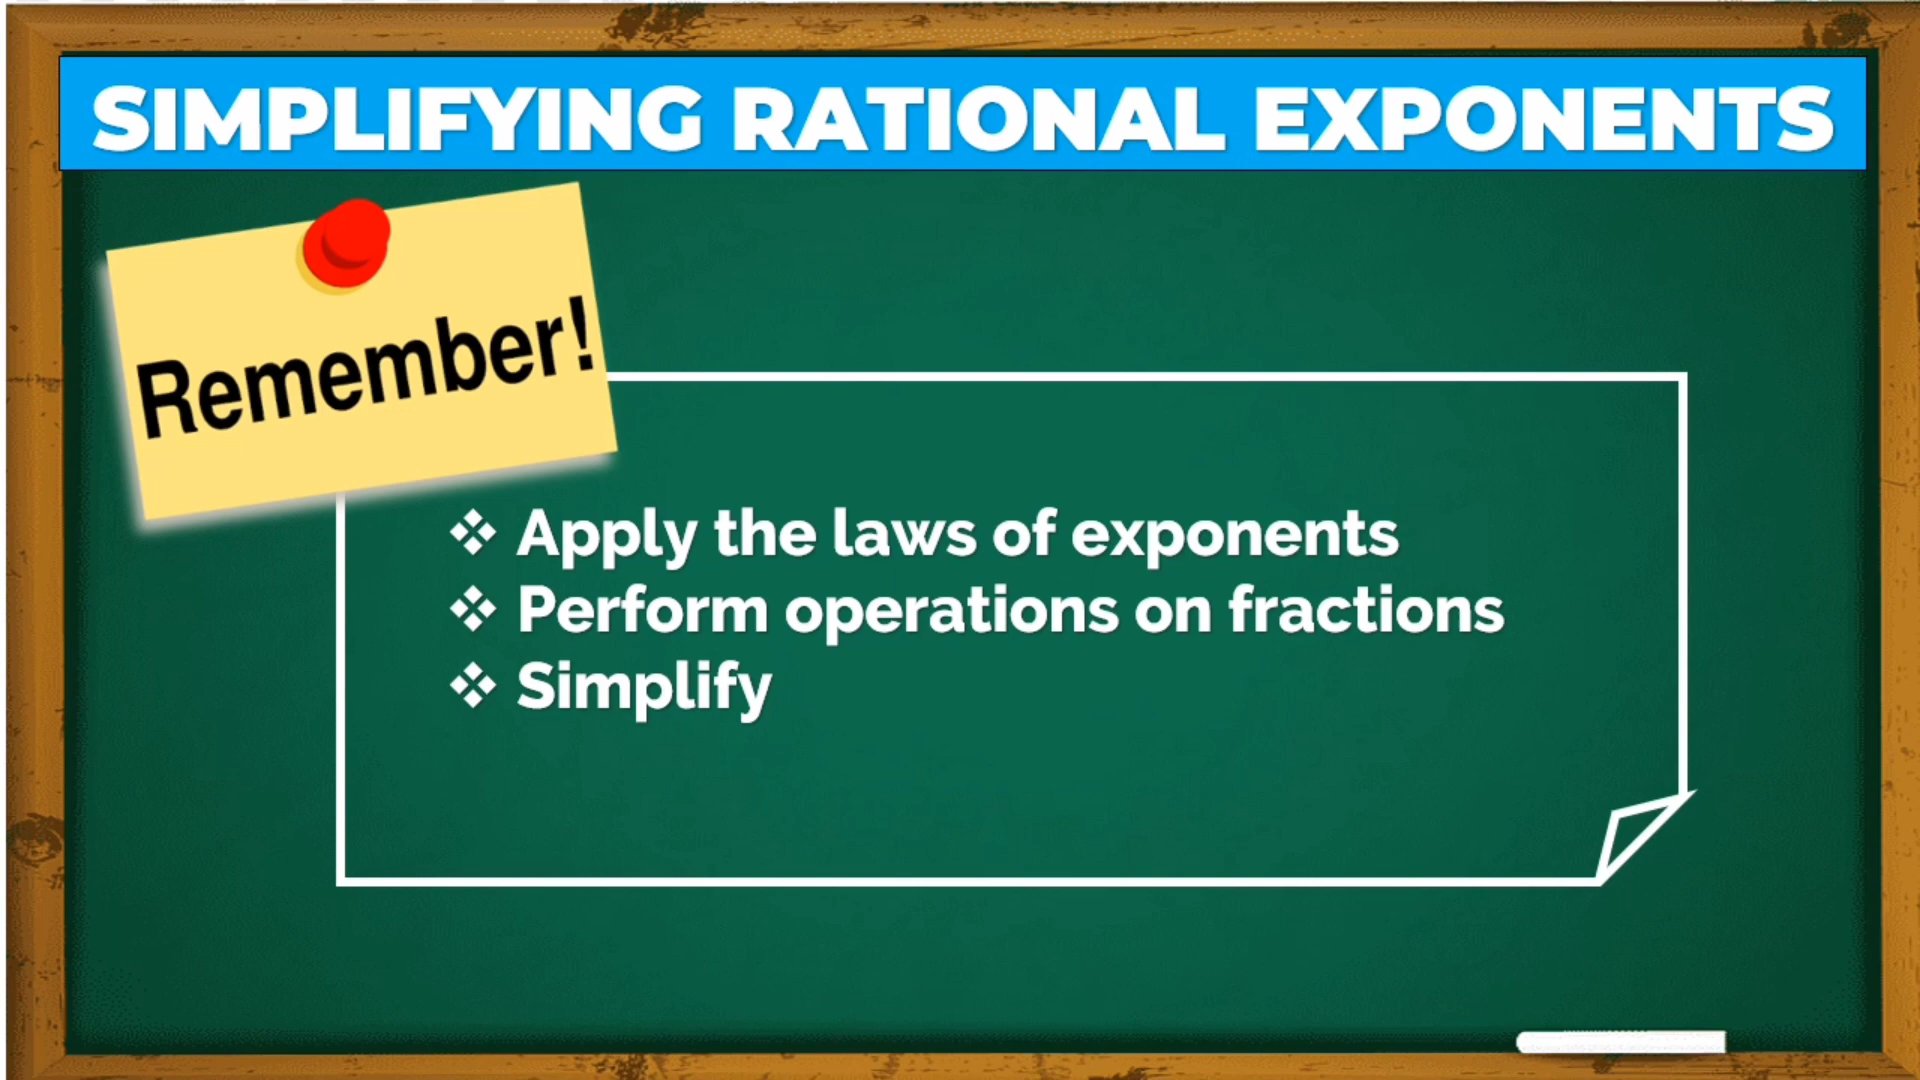 SIMPLIFYING RATIONAL EXPONENTS
Remember!
❖ Apply the laws of exponents
❖ Perform operations on fractions
❖ Simplify